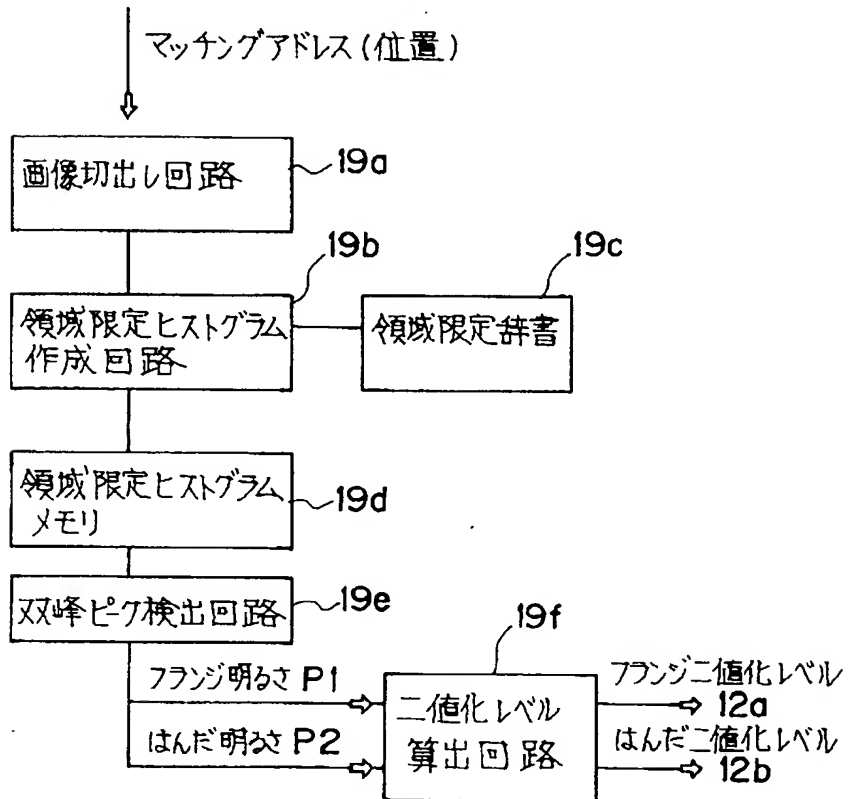 マッチングアドレス(位置)
画像切出し回路
19a
19b
19c
領域限定ヒストグラム
作成回路
領域限定辞書
領域限定ヒストグラム
メモリ
19d
双峰ピーク検出回路
19e
19f
フランジ明るさ P1
はんだ明るさ P2
二値化レベル
算出回路
フランジ二値化レベル
12a
はんだ二値化レベル
12b